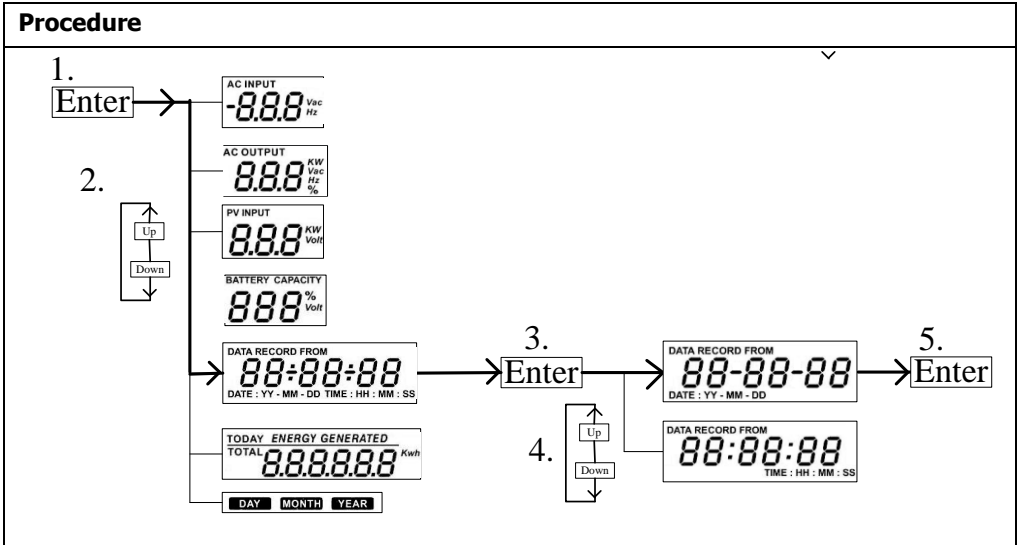 Procedure
1.
Enter
AC INPUT
-8.8.8 Vac Hz
AC OUTPUT
8.8.8 KW Vac Hz %
2.
Up
Down
PV INPUT
8.8.8 KW Volt
BATTERY CAPACITY
888 % Volt
DATA RECORD FROM
88÷88÷88
DATE : YY - MM - DD TIME : HH : MM : SS
3.
Enter
DATA RECORD FROM
88-88-88
DATE : YY - MM - DD
5.
Enter
4.
Up
Down
DATA RECORD FROM
88:88:88
TIME : HH : MM : SS
TODAY ENERGY GENERATED
TOTAL 8.8.8.8.8.8 Kwh
DAY MONTH YEAR